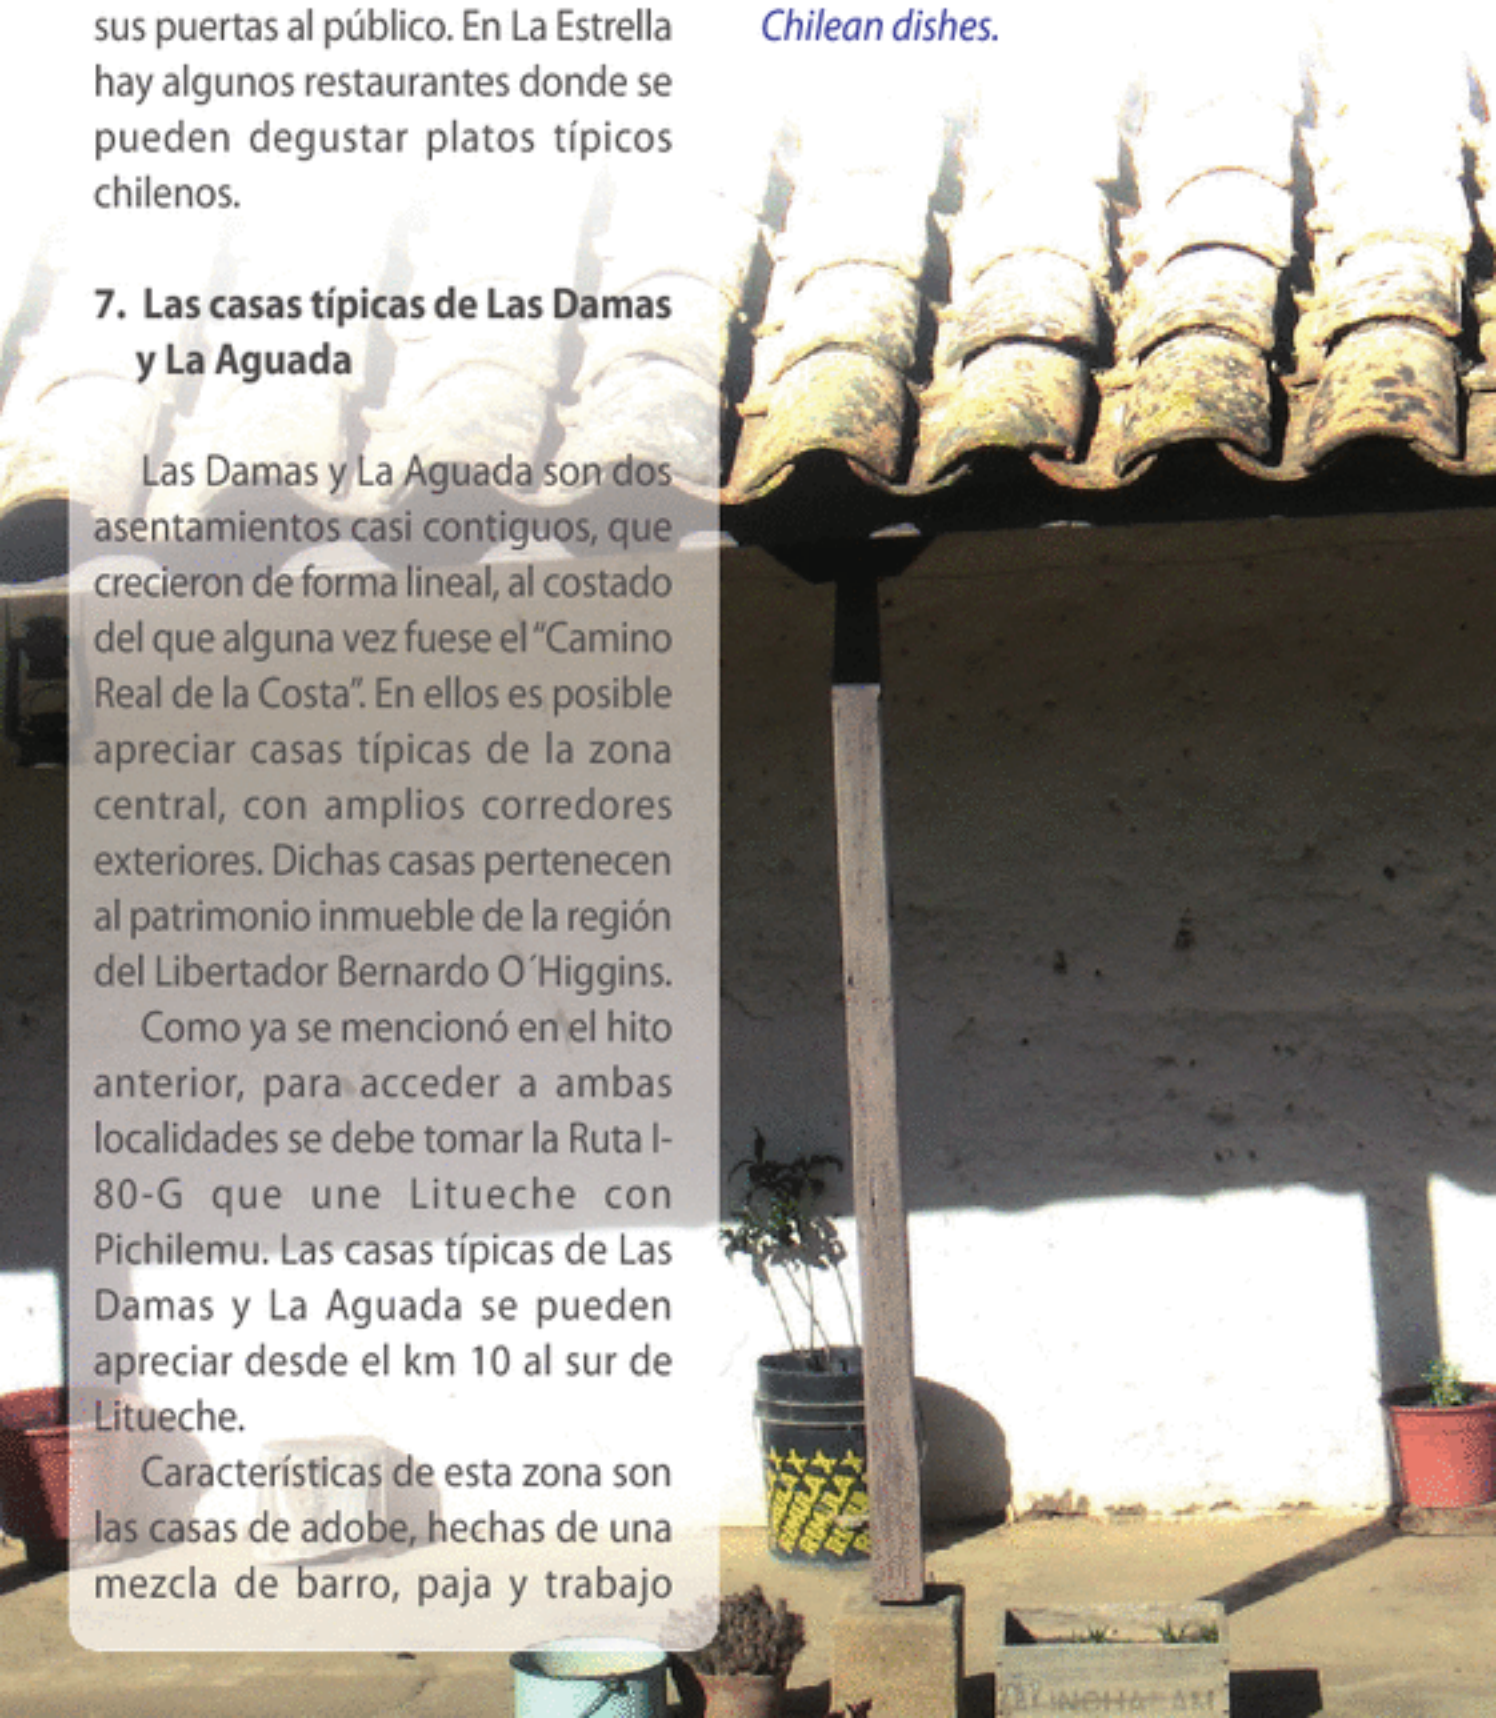 sus puertas al público. En La Estrella
hay algunos restaurantes donde se
pueden degustar platos típicos
chilenos.
7. Las casas típicas de Las Damas
y La Aguada
Las Damas y La Aguada son dos
asentamientos casi contiguos, que
crecieron de forma lineal, al costado
del que alguna vez fuese el “Camino
Real de la Costa”. En ellos es posible
apreciar casas típicas de la zona
central, con amplios corredores
exteriores. Dichas casas pertenecen
al patrimonio inmueble de la región
del Libertador Bernardo O´Higgins.
Como ya se mencionó en el hito
anterior, para acceder a ambas
localidades se debe tomar la Ruta I-
80-G que une Litueche con
Pichilemu. Las casas típicas de Las
Damas y La Aguada se pueden
apreciar desde el km 10 al sur de
Litueche.
Características de esta zona son
las casas de adobe, hechas de una
mezcla de barro, paja y trabajo
Chilean dishes.